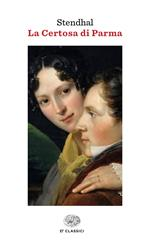 Stendhal
La Certosa di Parma
ET CLASSICI